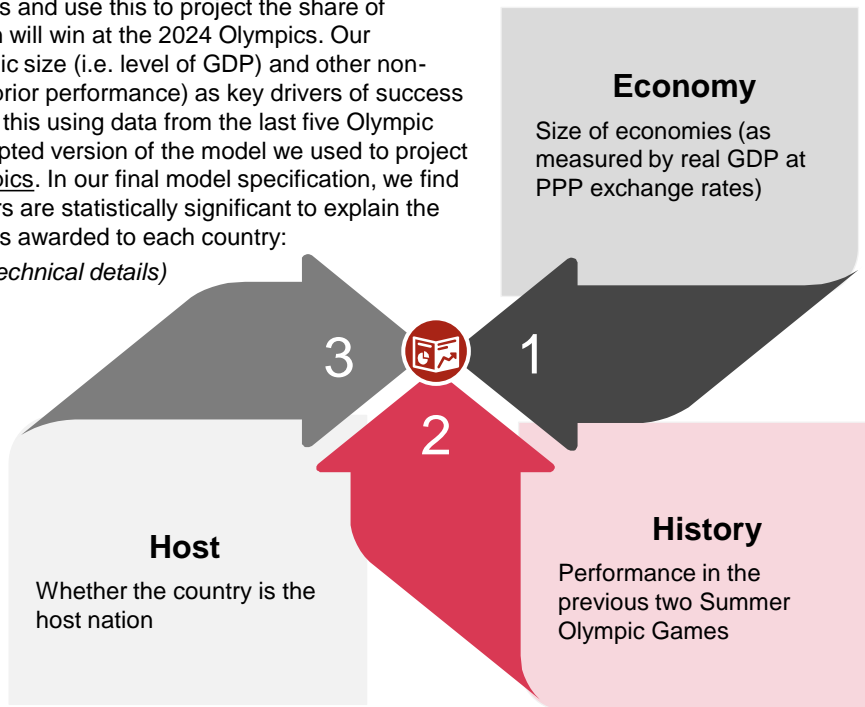 s and use this to project the share of
will win at the 2024 Olympics. Our
ic size (i.e. level of GDP) and other non-
prior performance) as key drivers of success
this using data from the last five Olympic
pted version of the model we used to project
pics. In our final model specification, we find
rs are statistically significant to explain the
s awarded to each country:
technical details)
Economy
Size of economies (as
measured by real GDP at
PPP exchange rates)
3
1
2
Host
Whether the country is the
host nation
History
Performance in the
previous two Summer
Olympic Games